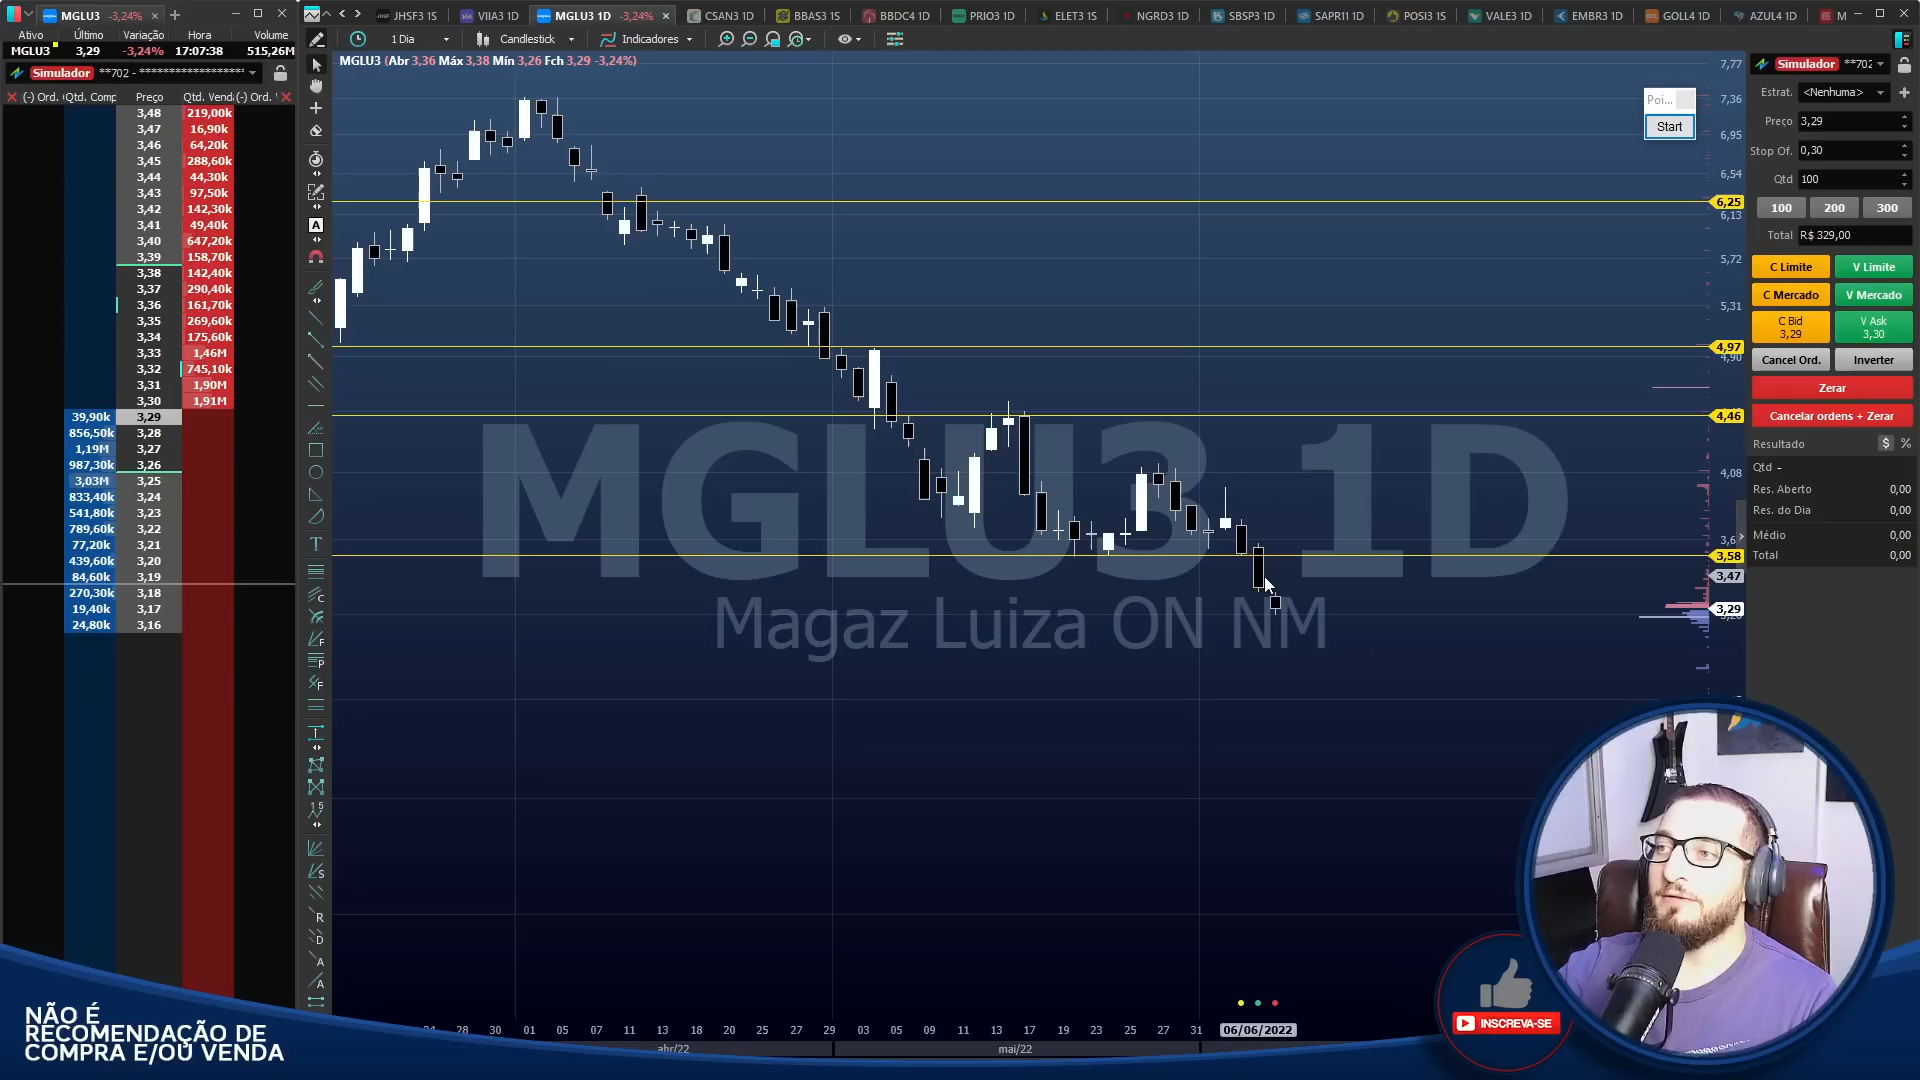 MGLU3 -3,24%
JHSF3 1S
VIIA3 1D
MGLU3 1D -3,24%
CSAN3 1D
BBAS3 1S
BBDC4 1D
PRIO3 1D
ELET3 1S
NGRD3 1D
SBSP3 1D
SAPR11 1D
POSI3 1S
VALE3 1D
EMBR3 1D
GOLL4 1D
AZUL4 1D
M
Ativo Último Variação Hora Volume
MGLU3 3,29 -3,24% 17:07:38 515,26M
Simulador **702 - ********************
1 Dia Candlestick Indicadores
MGLU3 (Abr 3,36 Máx 3,38 Mín 3,26 Fch 3,29 -3,24%)
(-) Ord. Qtd. Comp Preço Qtd. Vend (-) Ord.
3,48 219,00k
3,47 16,90k
3,46 64,20k
3,45 288,60k
3,44 44,30k
3,43 97,50k
3,42 142,30k
3,41 49,40k
3,40 647,20k
3,39 158,70k
3,38 142,40k
3,37 290,40k
3,36 161,70k
3,35 269,60k
3,34 175,60k
3,33 1,46M
3,32 745,10k
3,31 1,90M
3,30 1,91M
39,90k 3,29
856,50k 3,28
1,19M 3,27
987,30k 3,26
3,03M 3,25
833,40k 3,24
541,80k 3,23
789,60k 3,22
77,20k 3,21
439,60k 3,20
84,60k 3,19
270,30k 3,18
19,40k 3,17
24,80k 3,16
MGLU3 1D
Magaz Luiza ON NM
7,77
7,36
6,95
6,54
6,25
6,13
5,72
5,31
4,97
4,90
4,46
4,08
3,58
3,47
3,29
Poi...
Start
Simulador **702
Estrat. <Nenhuma>
Preço 3,29
Stop Of. 0,30
Qtd 100
100 200 300
Total R$ 329,00
C Limite V Limite
C Mercado V Mercado
C Bid 3,29 V Ask 3,30
Cancel Ord. Inverter
Zerar
Cancelar ordens + Zerar
Resultado $ %
Qtd -
Res. Aberto 0,00
Res. do Dia 0,00
Médio 0,00
Total 0,00
28 30 01 05 07 11 13 18 20 25 27 29 03 05 09 11 13 17 19 23 25 27 31 06/06/2022
abr/22 mai/22
NÃO É
RECOMENDAÇÃO DE
COMPRA E/OU VENDA
INSCREVA-SE